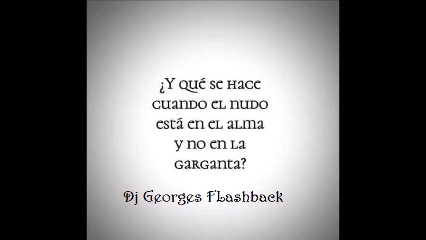 ¿Y qué se hace
cuando el nudo
está en el alma
y no en la
garganta?
Dj Georges Flashback